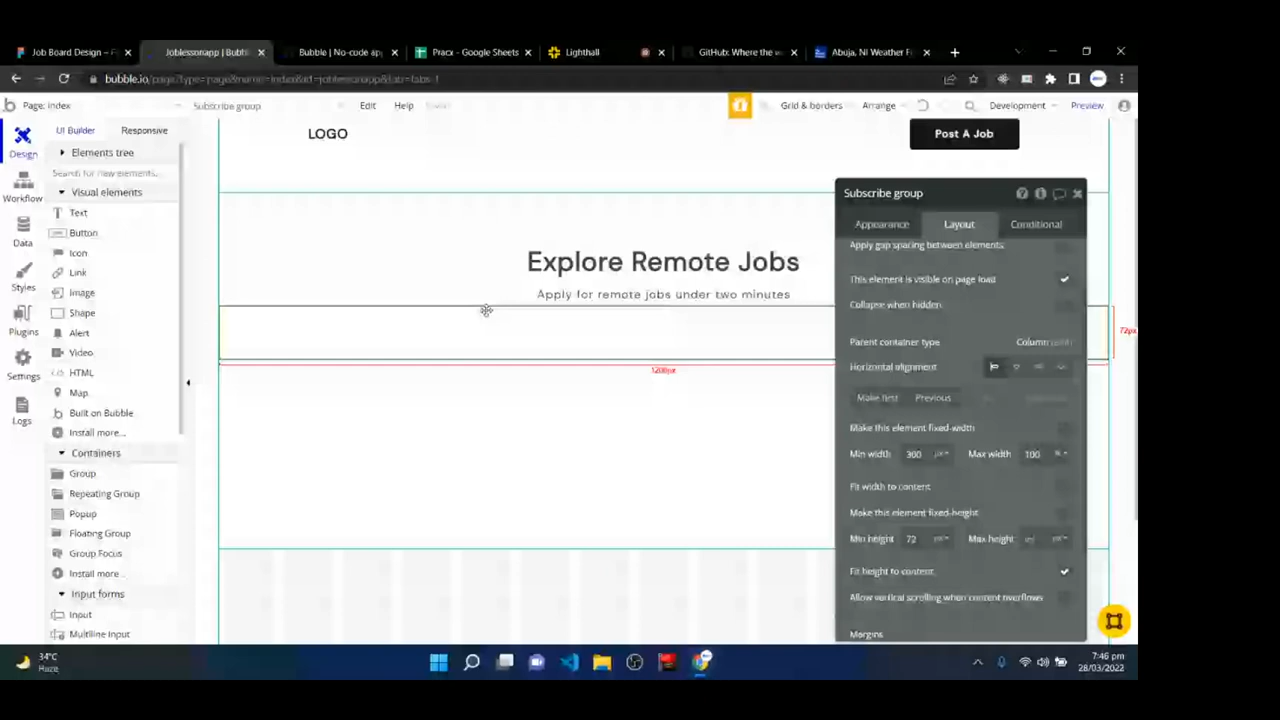 Job Board Design – F
Joblessonapp | Bubbl
Bubble | No-code ap
Pracx - Google Sheets
Lighthall
GitHub: Where the w
Abuja, NI Weather F
bubble.io/page?type=page&name=index&id=joblessonapp&tab=tabs-1
Page: index
Subscribe group
Edit
Help
Grid & borders
Arrange
Development
Preview
Design
Workflow
Data
Styles
Plugins
Settings
Logs
UI Builder
Responsive
Elements tree
Search for new elements...
Visual elements
Text
Button
Icon
Link
Image
Shape
Alert
Video
HTML
Map
Built on Bubble
Install more...
Containers
Group
Repeating Group
Popup
Floating Group
Group Focus
Install more...
Input forms
Input
Multiline Input
LOGO
Post A Job
Explore Remote Jobs
Apply for remote jobs under two minutes
1200px
72px
Subscribe group
Appearance
Layout
Conditional
Apply gap spacing between elements
This element is visible on page load
Collapse when hidden
Parent container type
Column
Horizontal alignment
Make first
Previous
Make this element fixed-width
Min width
300
px
Max width
100
%
Fit width to content
Make this element fixed-height
Min height
72
px
Max height
inf
px
Fit height to content
Allow vertical scrolling when content overflows
Margins
34°C
Haze
7:46 pm
28/03/2022